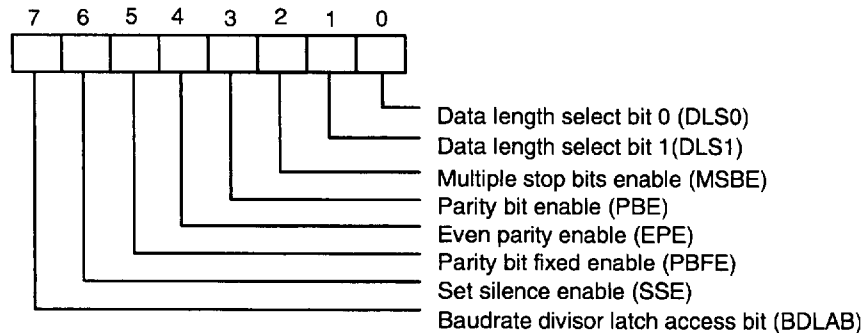 7 6 5 4 3 2 1 0
Data length select bit 0 (DLS0)
Data length select bit 1(DLS1)
Multiple stop bits enable (MSBE)
Parity bit enable (PBE)
Even parity enable (EPE)
Parity bit fixed enable (PBFE)
Set silence enable (SSE)
Baudrate divisor latch access bit (BDLAB)